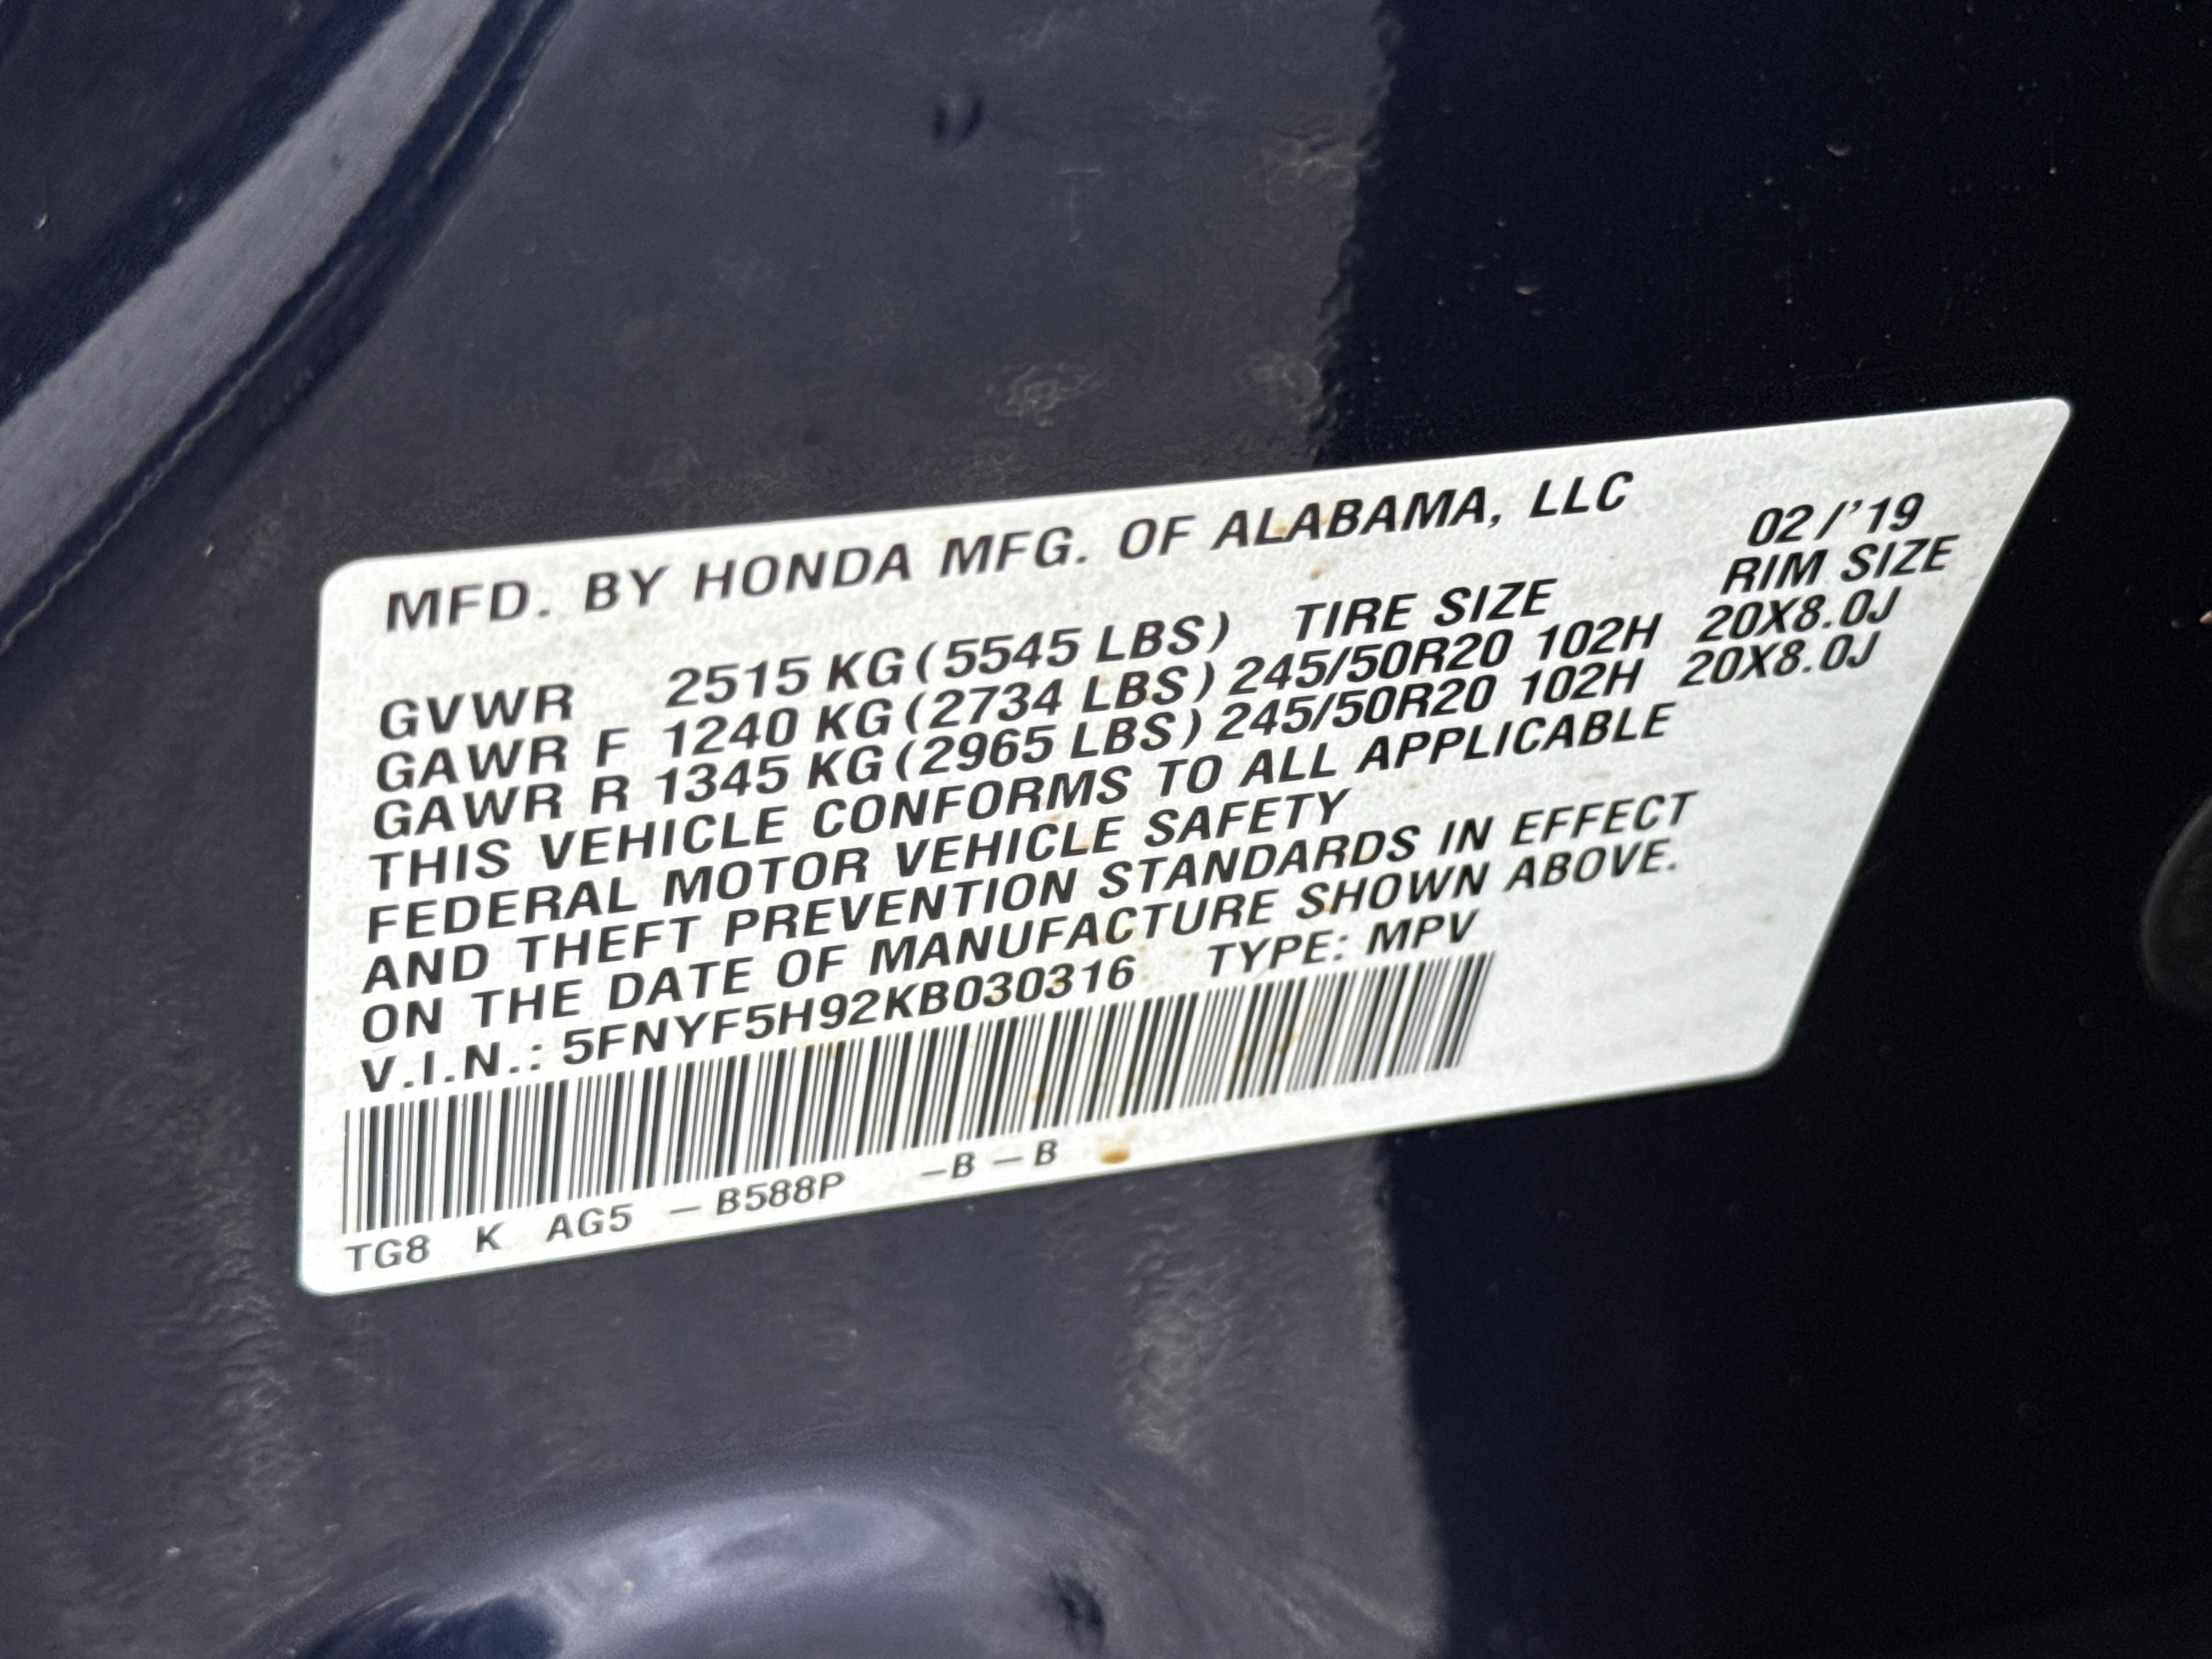 MFD. BY HONDA MFG. OF ALABAMA, LLC
02/'19
GVWR 2515 KG(5545 LBS) TIRE SIZE RIM SIZE
GAWR F 1240 KG(2734 LBS) 245/50R20 102H 20X8.0J
GAWR R 1345 KG(2965 LBS) 245/50R20 102H 20X8.0J
THIS VEHICLE CONFORMS TO ALL APPLICABLE
FEDERAL MOTOR VEHICLE SAFETY
AND THEFT PREVENTION STANDARDS IN EFFECT
ON THE DATE OF MANUFACTURE SHOWN ABOVE.
V.I.N.: 5FNYF5H92KB030316 TYPE: MPV
TG8 K AG5 –B588P –B –B